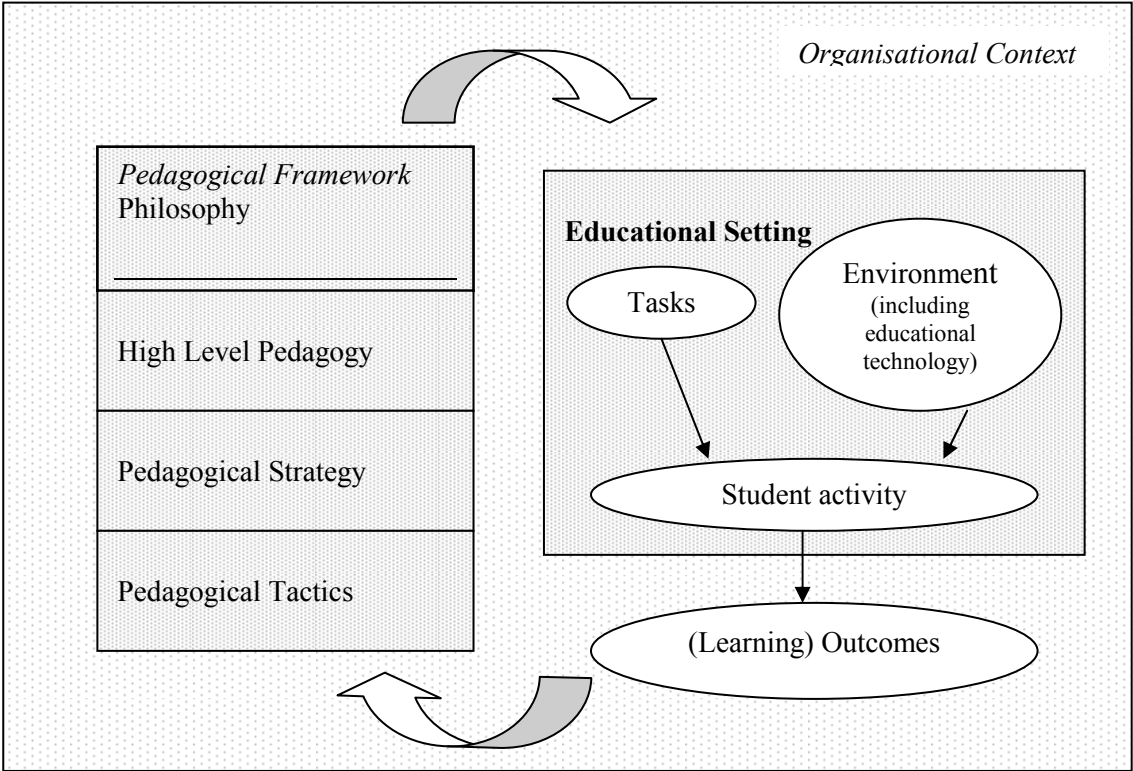 Organisational Context
Pedagogical Framework
Philosophy
High Level Pedagogy
Pedagogical Strategy
Pedagogical Tactics
Educational Setting
Tasks
Environment
(including
educational
technology)
Student activity
(Learning) Outcomes